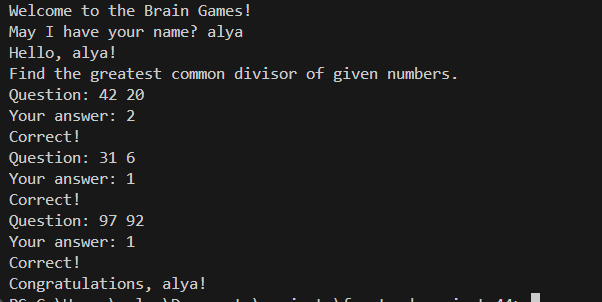 Welcome to the Brain Games!
May I have your name? alya
Hello, alya!
Find the greatest common divisor of given numbers.
Question: 42 20
Your answer: 2
Correct!
Question: 31 6
Your answer: 1
Correct!
Question: 97 92
Your answer: 1
Correct!
Congratulations, alya!